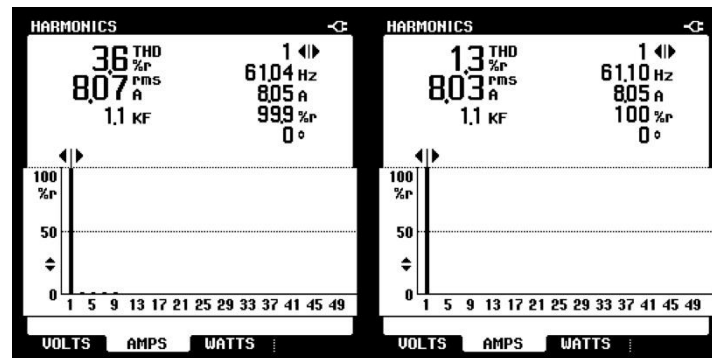 HARMONICS
3,6 THD %r
8,07 rms A
1,1 KF
1
61,04 Hz
8,05 A
99,9 %r
0 °
100
%r
50
0
1 5 9 13 17 21 25 29 33 37 41 45 49
VOLTS AMPS WATTS
HARMONICS
1,3 THD %r
8,03 rms A
1,1 KF
1
61,10 Hz
8,05 A
100 %r
0 °
100
%r
50
0
1 5 9 13 17 21 25 29 33 37 41 45 49
VOLTS AMPS WATTS